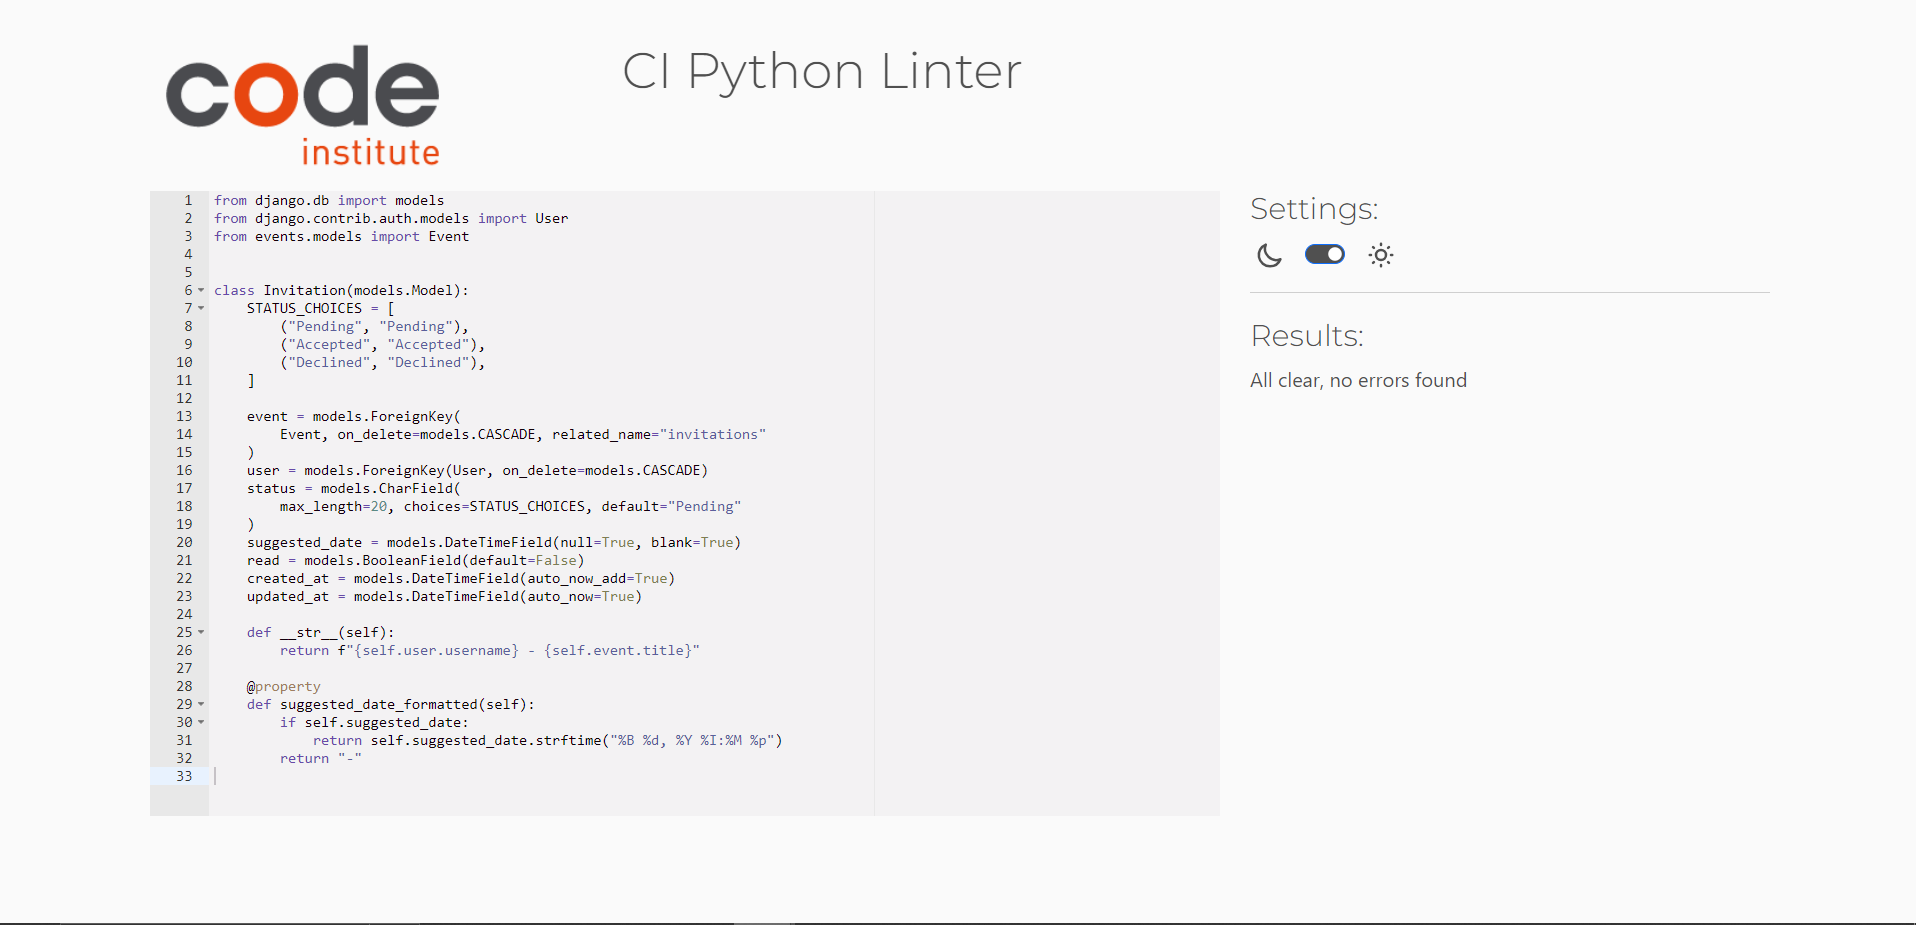 code
institute
CI Python Linter
1 from django.db import models
2 from django.contrib.auth.models import User
3 from events.models import Event
4
5
6 class Invitation(models.Model):
7     STATUS_CHOICES = [
8         ("Pending", "Pending"),
9         ("Accepted", "Accepted"),
10         ("Declined", "Declined"),
11     ]
12
13     event = models.ForeignKey(
14         Event, on_delete=models.CASCADE, related_name="invitations"
15     )
16     user = models.ForeignKey(User, on_delete=models.CASCADE)
17     status = models.CharField(
18         max_length=20, choices=STATUS_CHOICES, default="Pending"
19     )
20     suggested_date = models.DateTimeField(null=True, blank=True)
21     read = models.BooleanField(default=False)
22     created_at = models.DateTimeField(auto_now_add=True)
23     updated_at = models.DateTimeField(auto_now=True)
24
25     def __str__(self):
26         return f"{self.user.username} - {self.event.title}"
27
28     @property
29     def suggested_date_formatted(self):
30         if self.suggested_date:
31             return self.suggested_date.strftime("%B %d, %Y %I:%M %p")
32         return "-"
33
Settings:
Results:
All clear, no errors found